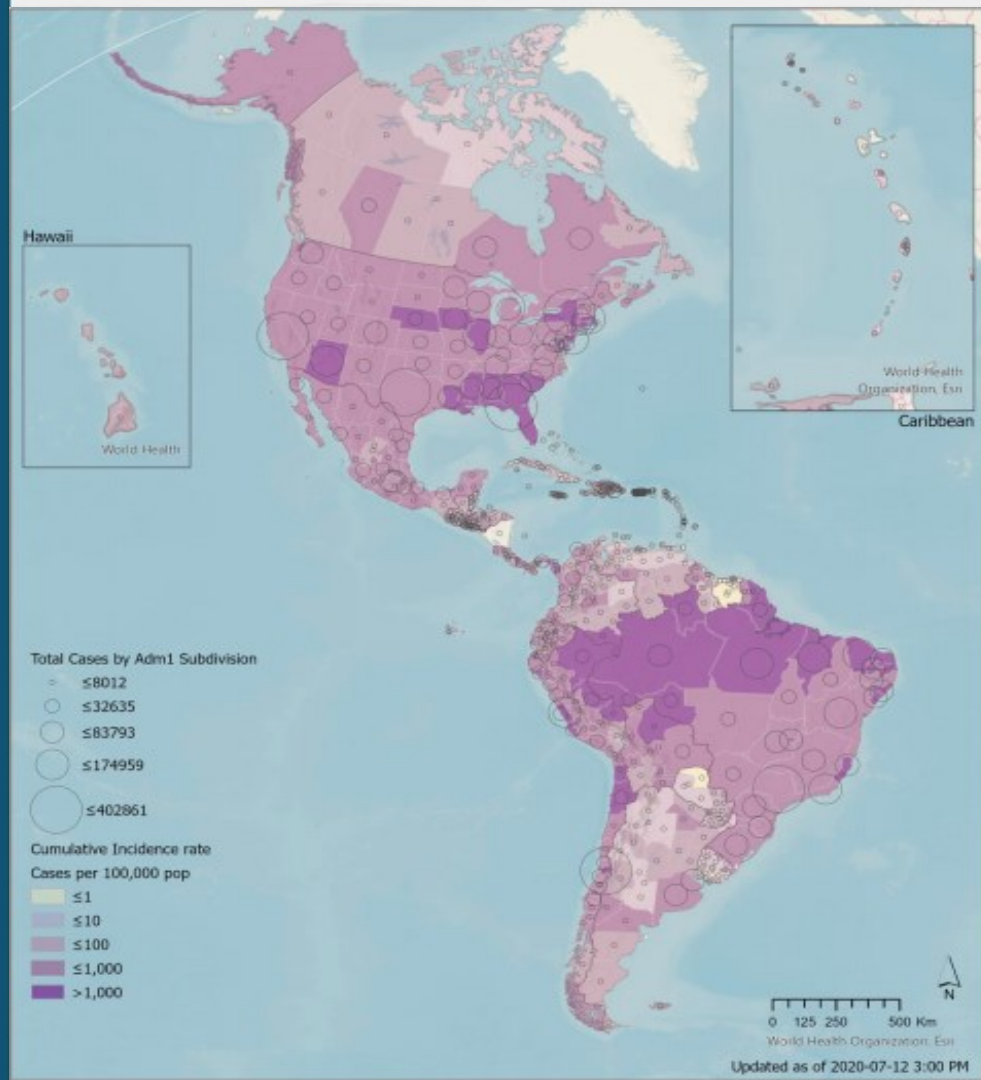 Hawaii
World Health
World Health
Organization, Esri
Caribbean
Total Cases by Adm1 Subdivision
≤8012
≤32635
≤83793
≤174959
≤402861
Cumulative Incidence rate
Cases per 100,000 pop
≤1
≤10
≤100
≤1,000
>1,000
N
0 125 250 500 Km
World Health Organization, Esri
Updated as of 2020-07-12 3:00 PM